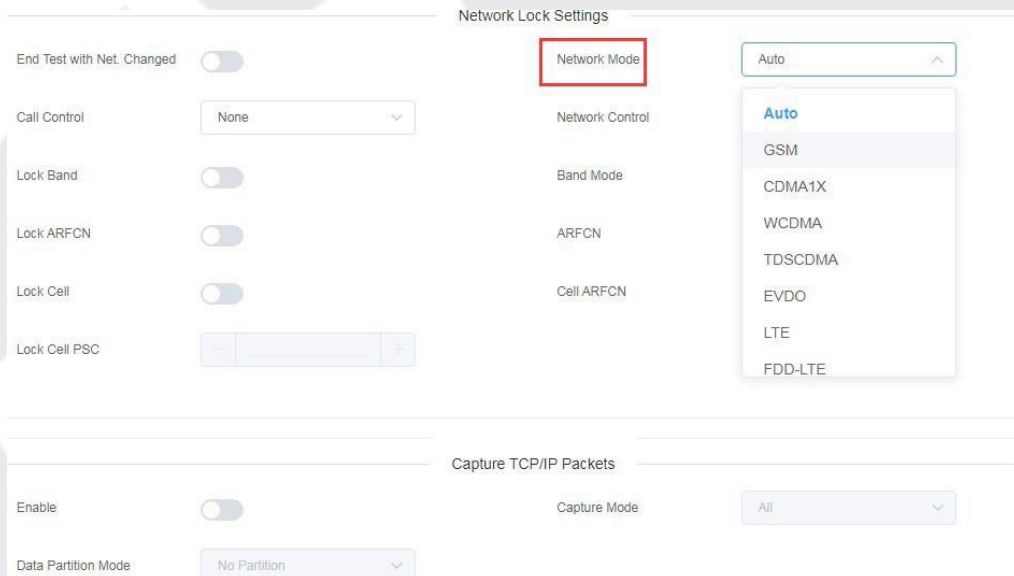 Network Lock Settings
End Test with Net. Changed
Network Mode
Auto
Call Control
None
Network Control
Auto
GSM
Lock Band
Band Mode
CDMA1X
WCDMA
Lock ARFCN
ARFCN
TDSCDMA
Lock Cell
Cell ARFCN
EVDO
LTE
Lock Cell PSC
FDD-LTE
Capture TCP/IP Packets
Enable
Capture Mode
All
Data Partition Mode
No Partition